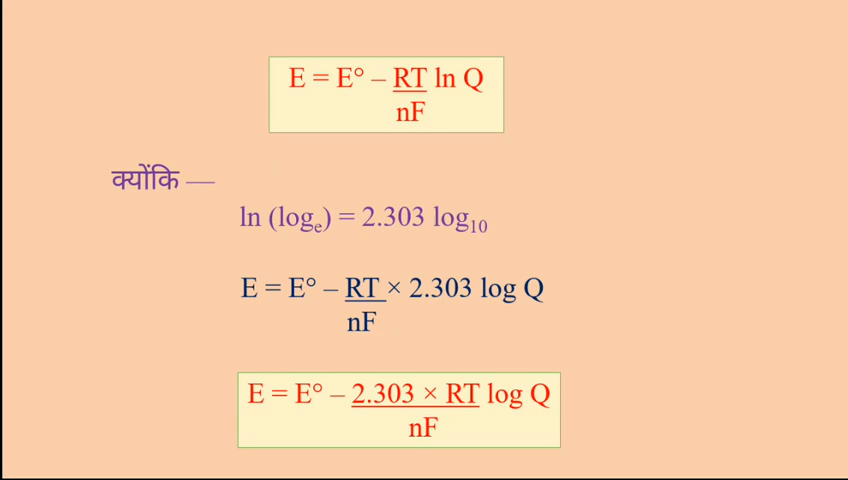 E = E° – RT ln Q
nF
क्योंकि —
ln (logₑ) = 2.303 log₁₀
E = E° – RT × 2.303 log Q
nF
E = E° – 2.303 × RT log Q
nF